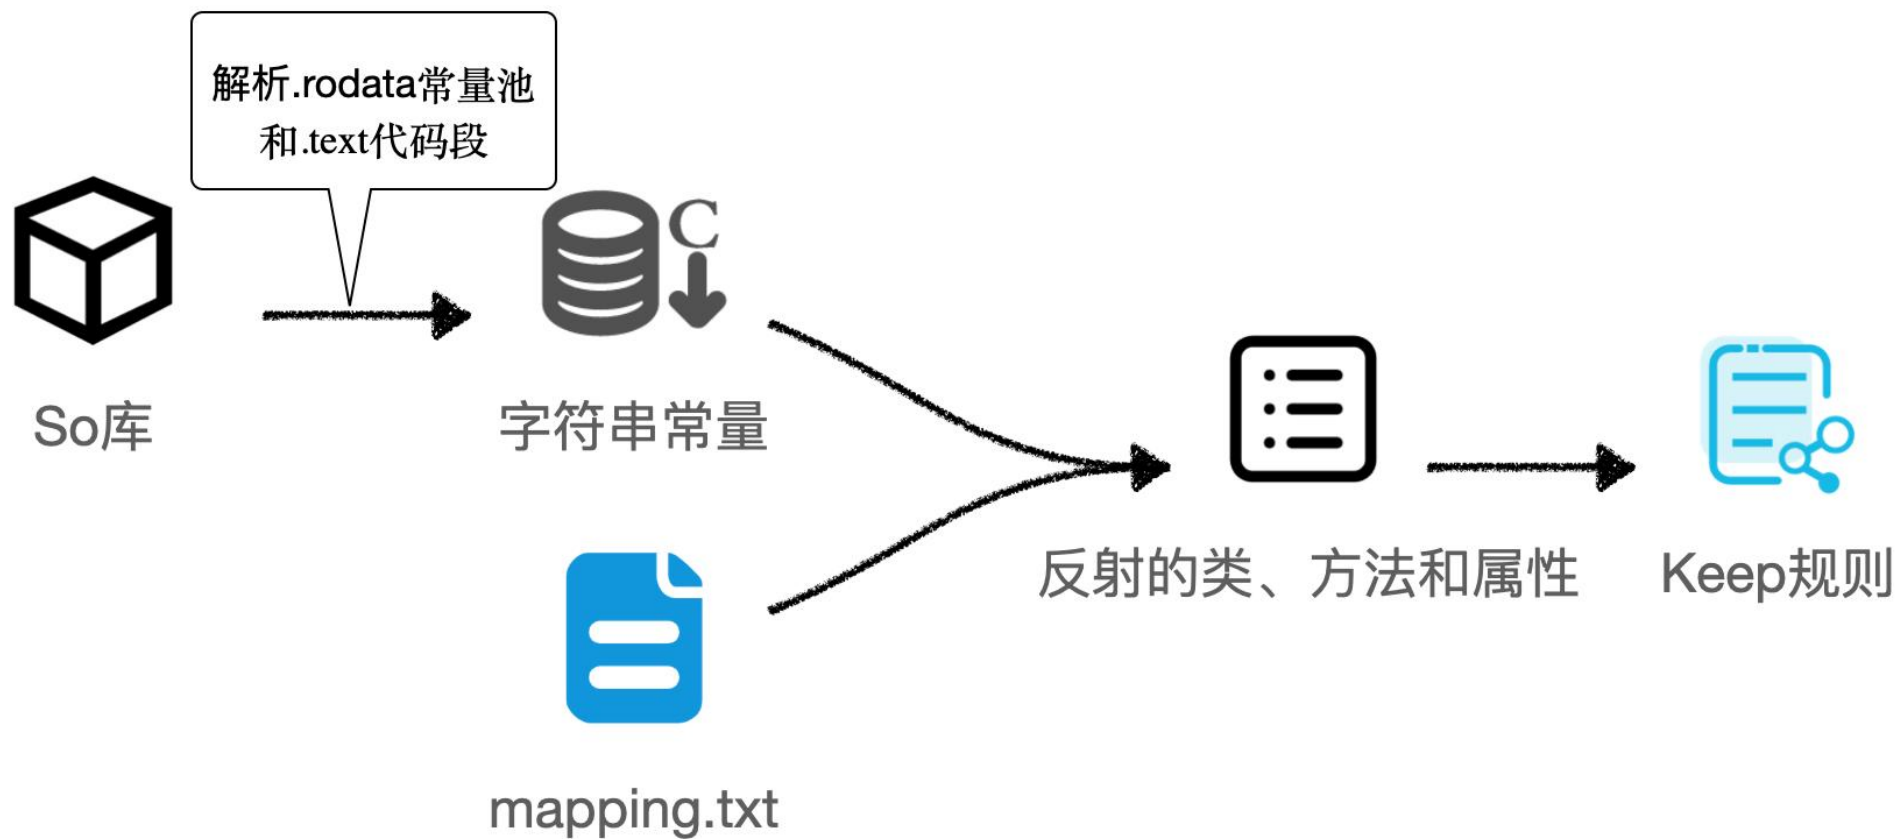 解析.rodata常量池
和.text代码段
C
So库
字符串常量
反射的类、方法和属性
Keep规则
mapping.txt